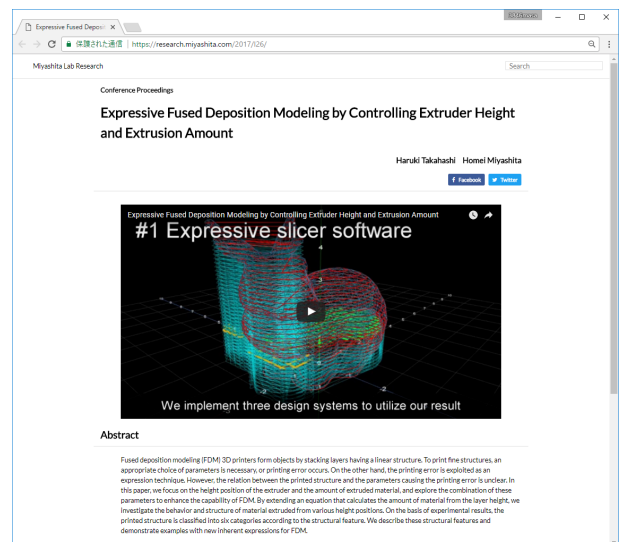 Expressive Fused Deposi
保護された通信 | https://research.miyashita.com/2017/I26/
Miyashita Lab Research
Search
Conference Proceedings
Expressive Fused Deposition Modeling by Controlling Extruder Height
and Extrusion Amount
Haruki Takahashi Homei Miyashita
Facebook Twitter
Expressive Fused Deposition Modeling by Controlling Extruder Height and Extrusion Amount
#1 Expressive slicer software
We implement three design systems to utilize our result
Abstract
Fused deposition modeling (FDM) 3D printers form objects by stacking layers having a linear structure. To print fine structures, an
appropriate choice of parameters is necessary, or printing error occurs. On the other hand, the printing error is exploited as an
expression technique. However, the relation between the printed structure and the parameters causing the printing error is unclear. In
this paper, we focus on the height position of the extruder and the amount of extruded material, and explore the combination of these
parameters to enhance the capability of FDM. By extending an equation that calculates the amount of material from the layer height, we
investigate the behavior and structure of material extruded from various height positions. On the basis of experimental results, the
printed structure is classified into six categories according to the structural feature. We describe these structural features and
demonstrate examples with new inherent expressions for FDM.